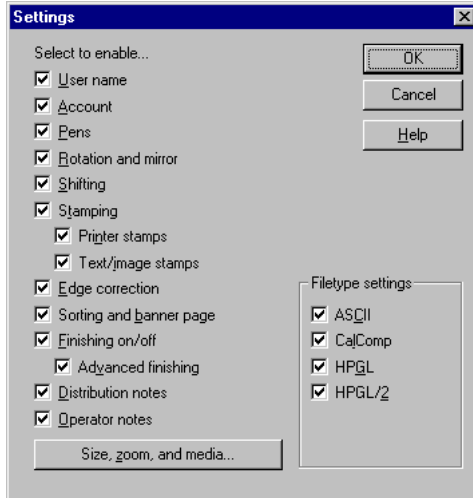 Settings
Select to enable...
User name
Account
Pens
Rotation and mirror
Shifting
Stamping
Printer stamps
Text/image stamps
Edge correction
Sorting and banner page
Finishing on/off
Advanced finishing
Distribution notes
Operator notes
Size, zoom, and media...
OK
Cancel
Help
Filetype settings
ASCII
CalComp
HPGL
HPGL/2